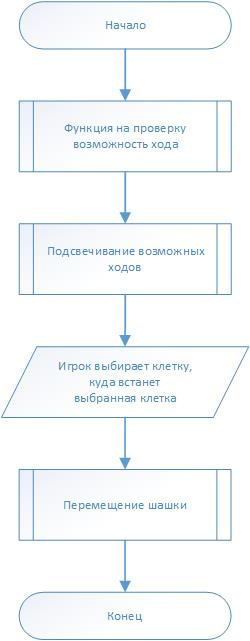 Начало
Функция на проверку
возможность хода
Подсвечивание возможных
ходов
Игрок выбирает клетку,
куда встанет
выбранная клетка
Перемещение шашки
Конец